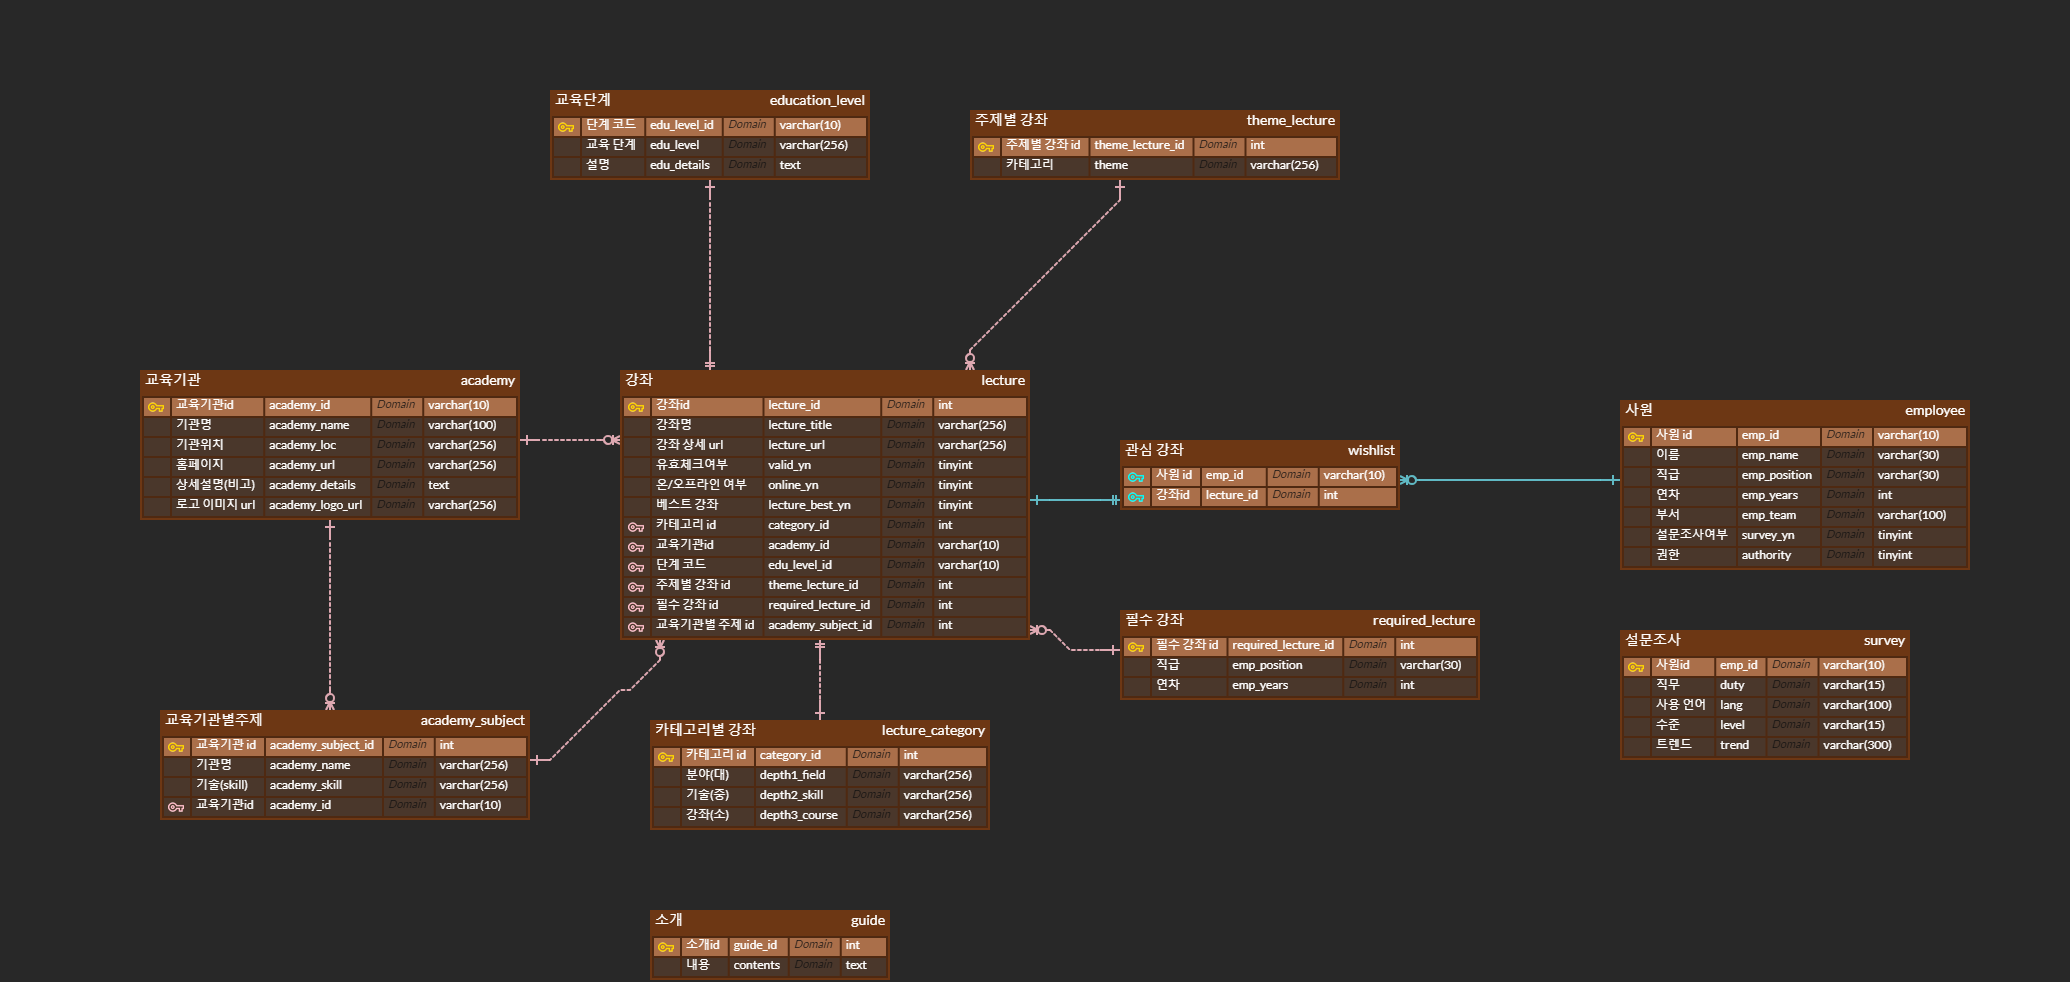 교육단계 education_level
단계 코드 edu_level_id Domain varchar(10)
교육 단계 edu_level Domain varchar(256)
설명 edu_details Domain text
주제별 강좌 theme_lecture
주제별 강좌 id theme_lecture_id Domain int
카테고리 theme Domain varchar(256)
교육기관 academy
교육기관id academy_id Domain varchar(10)
기관명 academy_name Domain varchar(100)
기관위치 academy_loc Domain varchar(256)
홈페이지 academy_url Domain varchar(256)
상세설명(비고) academy_details Domain text
로고 이미지 url academy_logo_url Domain varchar(256)
강좌 lecture
강좌id lecture_id Domain int
강좌명 lecture_title Domain varchar(256)
강좌 상세 url lecture_url Domain varchar(256)
유효체크여부 valid_yn Domain tinyint
온/오프라인 여부 online_yn Domain tinyint
베스트 강좌 lecture_best_yn Domain tinyint
카테고리 id category_id Domain int
교육기관id academy_id Domain varchar(10)
단계 코드 edu_level_id Domain varchar(10)
주제별 강좌 id theme_lecture_id Domain int
필수 강좌 id required_lecture_id Domain int
교육기관별 주제 id academy_subject_id Domain int
관심 강좌 wishlist
사원 id emp_id Domain varchar(10)
강좌id lecture_id Domain int
사원 employee
사원 id emp_id Domain varchar(10)
이름 emp_name Domain varchar(30)
직급 emp_position Domain varchar(30)
연차 emp_years Domain int
부서 emp_team Domain varchar(100)
설문조사여부 survey_yn Domain tinyint
권한 authority Domain tinyint
필수 강좌 required_lecture
필수 강좌 id required_lecture_id Domain int
직급 emp_position Domain varchar(30)
연차 emp_years Domain int
설문조사 survey
사원id emp_id Domain varchar(10)
직무 duty Domain varchar(15)
사용 언어 lang Domain varchar(100)
수준 level Domain varchar(15)
트렌드 trend Domain varchar(300)
교육기관별주제 academy_subject
교육기관 id academy_subject_id Domain int
기관명 academy_name Domain varchar(256)
기술(skill) academy_skill Domain varchar(256)
교육기관id academy_id Domain varchar(10)
카테고리별 강좌 lecture_category
카테고리 id category_id Domain int
분야(대) depth1_field Domain varchar(256)
기술(중) depth2_skill Domain varchar(256)
강좌(소) depth3_course Domain varchar(256)
소개 guide
소개id guide_id Domain int
내용 contents Domain text